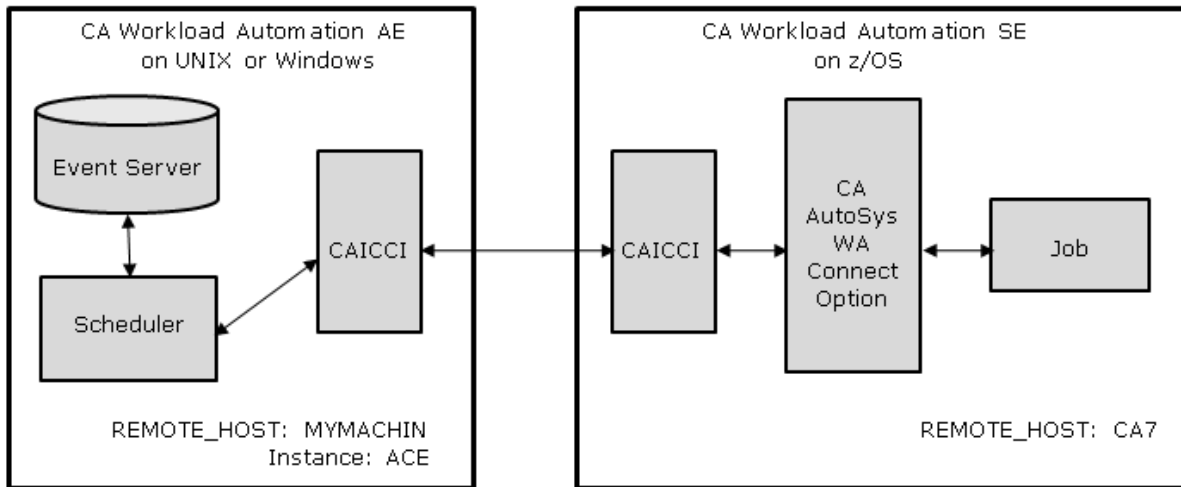 CA Workload Automation AE
on UNIX or Windows
Event Server
Scheduler
CAICCI
REMOTE_HOST: MYMACHIN
Instance: ACE
CA Workload Automation SE
on z/OS
CAICCI
CA
AutoSys
WA
Connect
Option
Job
REMOTE_HOST: CA7